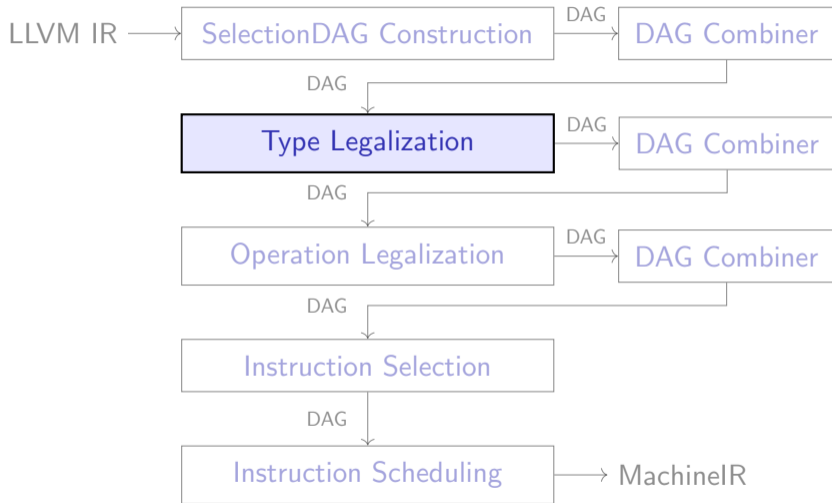 LLVM IR
SelectionDAG Construction
DAG
DAG Combiner
DAG
Type Legalization
DAG
DAG Combiner
DAG
Operation Legalization
DAG
DAG Combiner
DAG
Instruction Selection
DAG
Instruction Scheduling
MachineIR